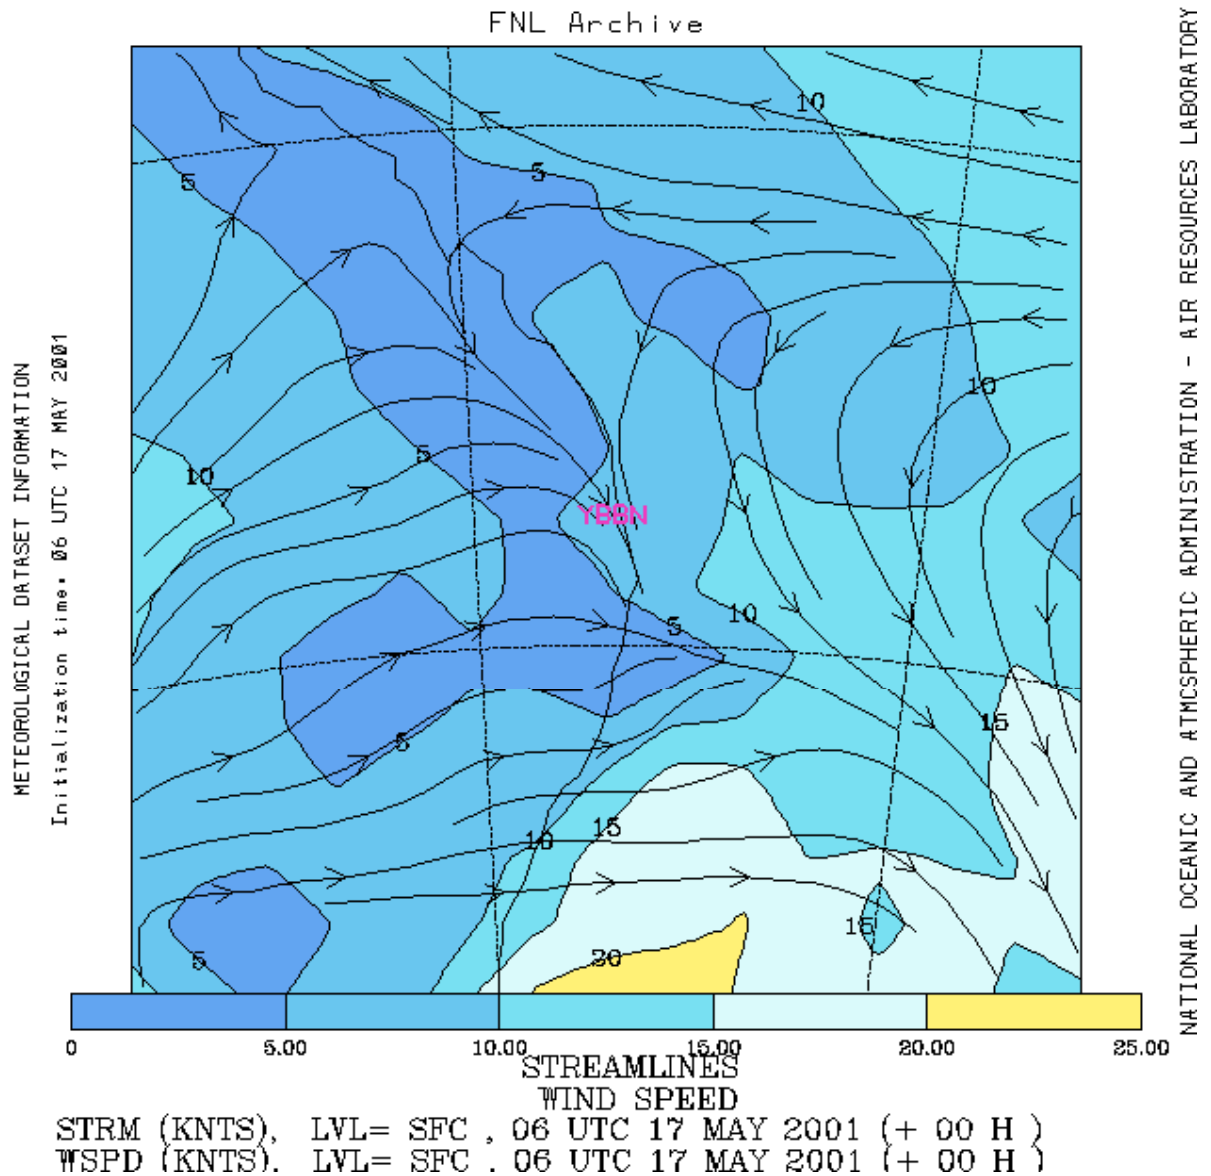 FNL Archive
NATIONAL OCEANIC AND ATMOSPHERIC ADMINISTRATION - AIR RESOURCES LABORATORY
METEOROLOGICAL DATASET INFORMATION
Initialization time: 06 UTC 17 MAY 2001
10
5
5
10
5
10
YBBN
10
5
15
5
15
10
15
5
20
0 5.00 10.00 15.00 20.00 25.00
STREAMLINES
WIND SPEED
STRM (KNTS), LVL= SFC , 06 UTC 17 MAY 2001 (+ 00 H )
WSPD (KNTS), LVL= SFC , 06 UTC 17 MAY 2001 (+ 00 H )